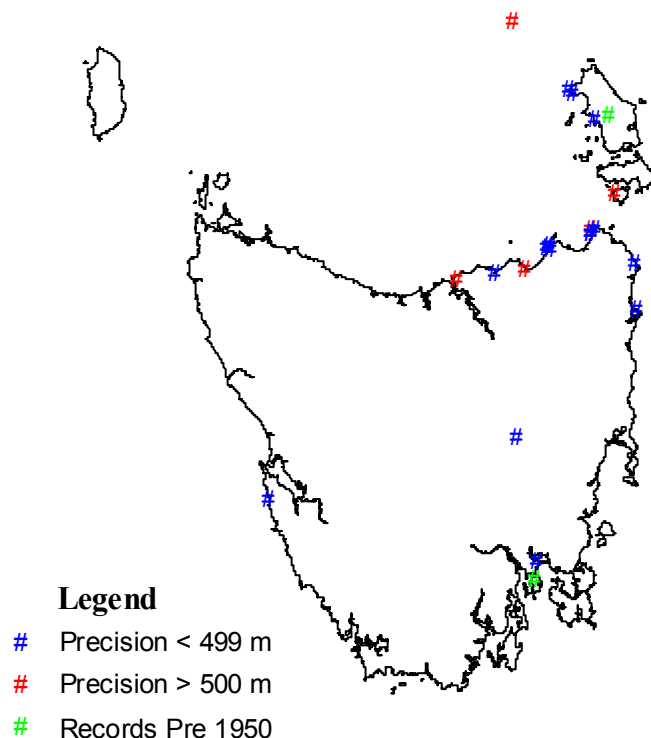 Legend
# Precision < 499 m
# Precision > 500 m
# Records Pre 1950